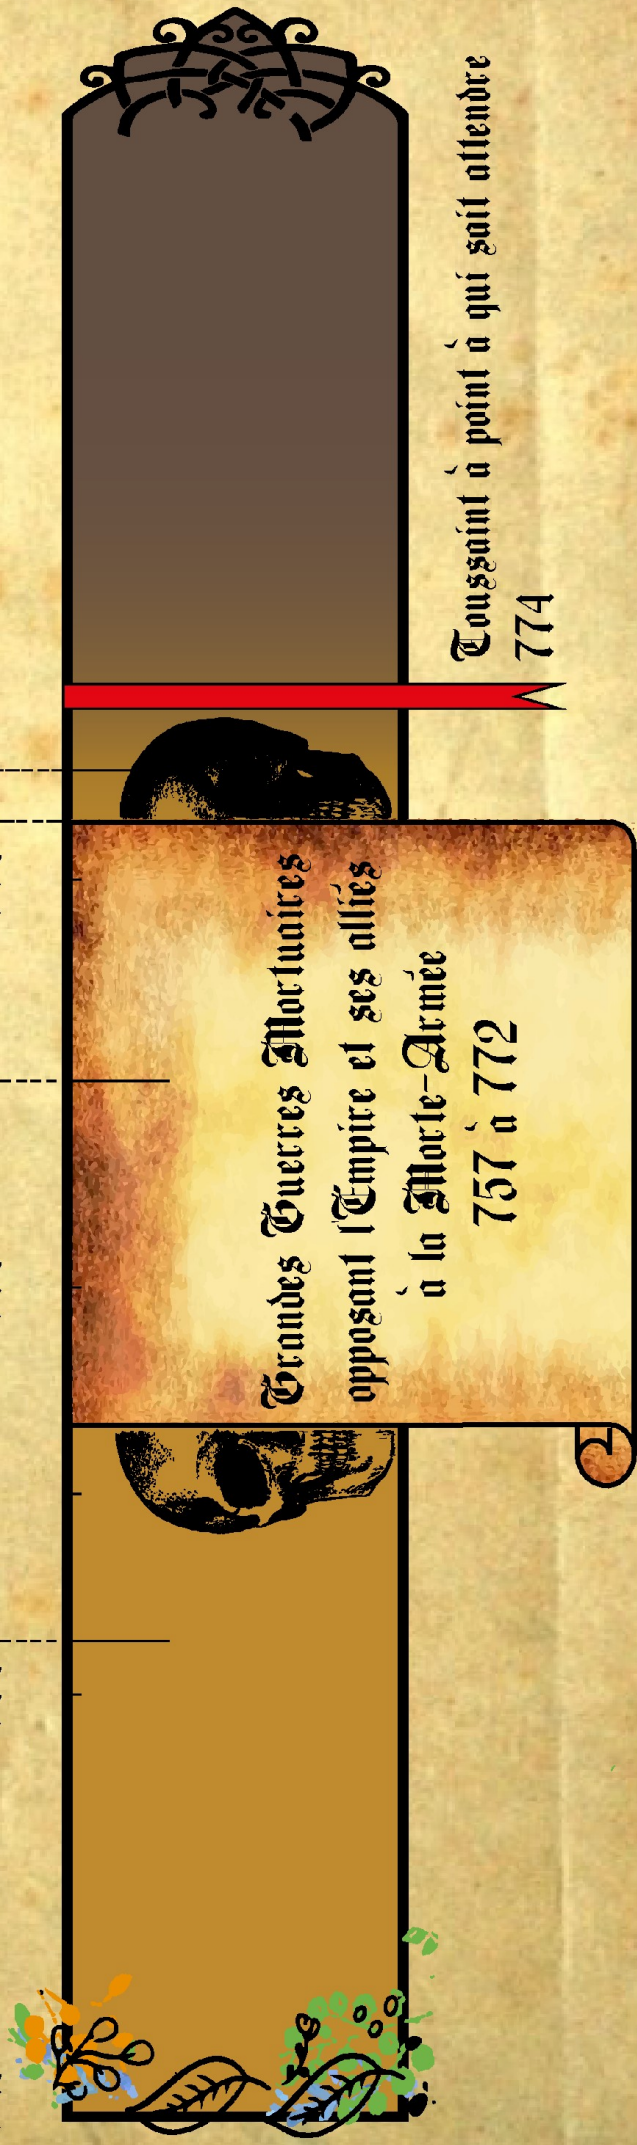 Grandes Guerres Mortuaires
opposant l'Empire et ses alliés
à la Morte-Armée
757 à 772
Toussaint à point à qui sait attendre
774